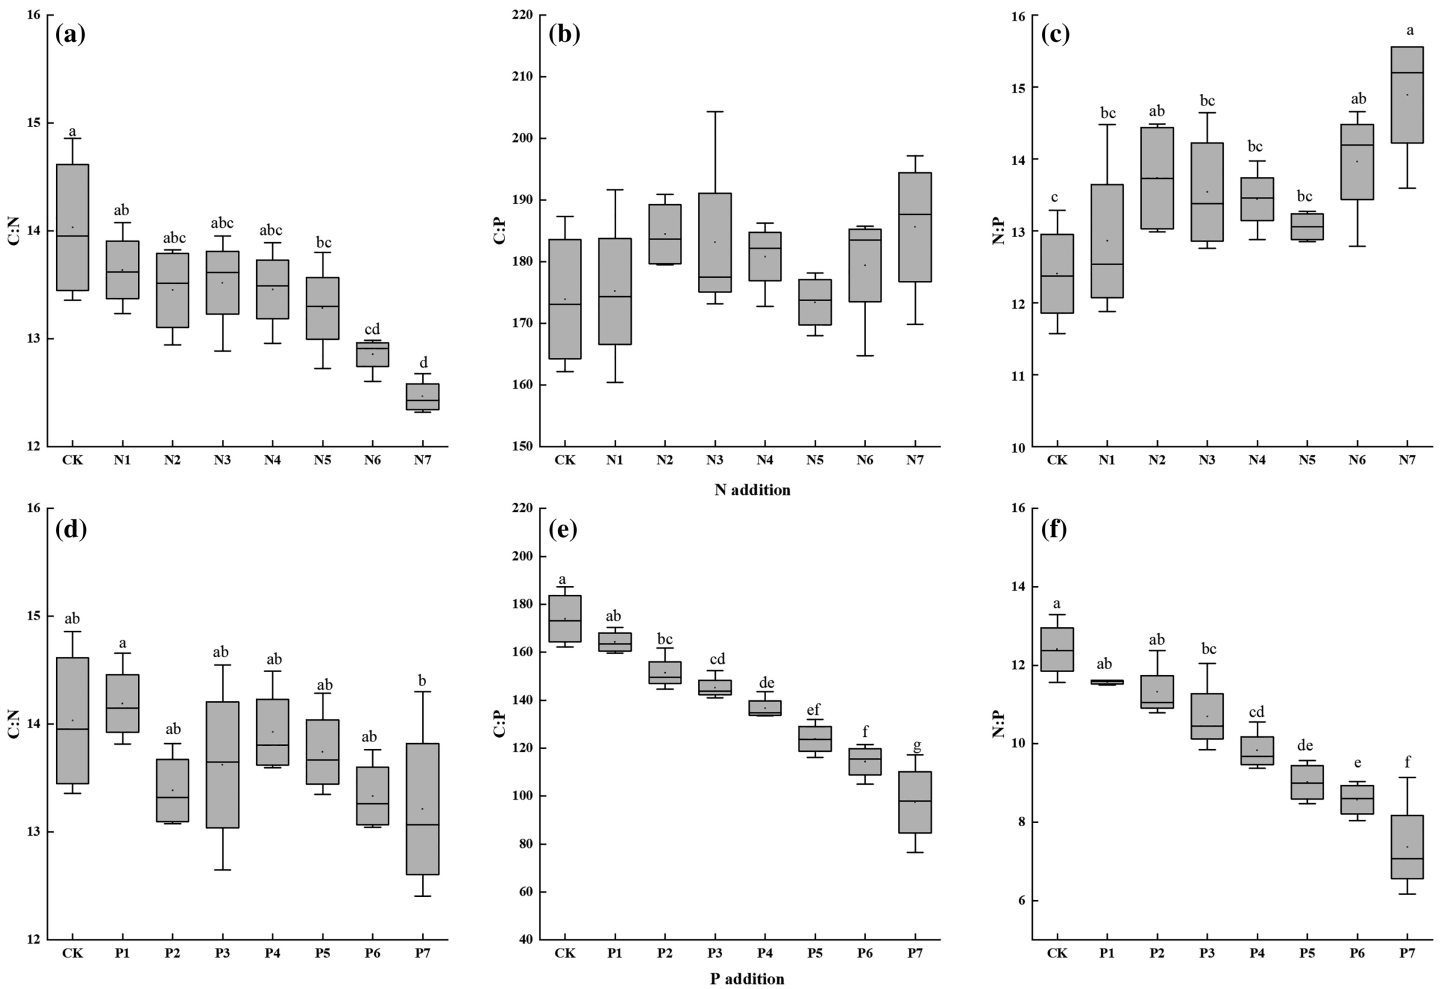 (a)
C:N
16
15
14
13
12
a
ab
abc
abc
abc
bc
cd
d
CK N1 N2 N3 N4 N5 N6 N7
(b)
C:P
220
210
200
190
180
170
160
150
CK N1 N2 N3 N4 N5 N6 N7
N addition
(c)
N:P
16
15
14
13
12
11
10
c
bc
ab
bc
bc
bc
ab
a
CK N1 N2 N3 N4 N5 N6 N7
(d)
C:N
16
15
14
13
12
ab
a
ab
ab
ab
ab
ab
b
CK P1 P2 P3 P4 P5 P6 P7
(e)
C:P
220
200
180
160
140
120
100
80
60
40
a
ab
bc
cd
de
ef
f
g
CK P1 P2 P3 P4 P5 P6 P7
P addition
(f)
N:P
16
14
12
10
8
6
a
ab
ab
bc
cd
de
e
f
CK P1 P2 P3 P4 P5 P6 P7